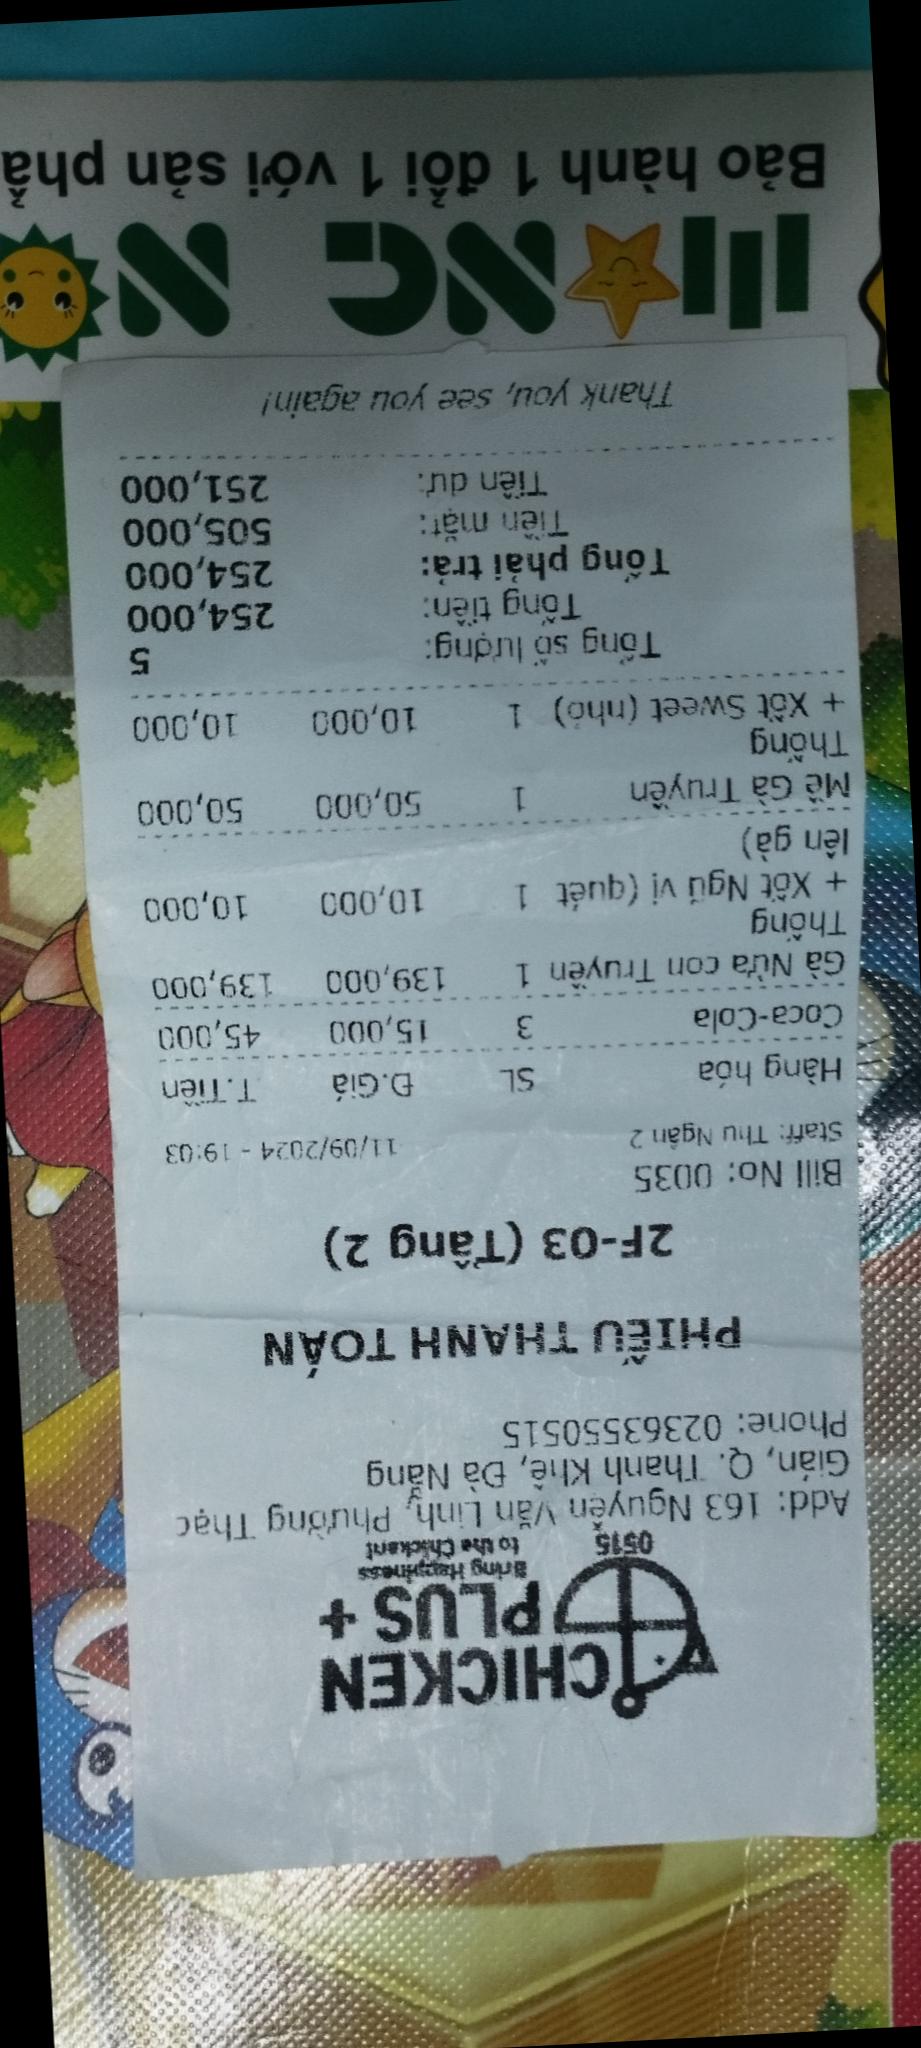 CHICKEN
PLUS +
Bring Happiness
to the Chickant
0515
Add: 163 Nguyễn Văn Linh, Phường Thạc
Gián, Q. Thanh Khê, Đà Nẵng
Phone: 02363550515
PHIẾU THANH TOÁN
2F-03 (Tầng 2)
Bill No: 0035
Staff: Thu Ngân 2 11/09/2024 - 19:03
Hàng hóa SL Đ.Giá T.Tiền
Coca-Cola 3 15,000 45,000
Gà Nửa con Truyền 1 139,000 139,000
Thống
+ Xốt Ngũ vị (quét 1 10,000 10,000
lên gà)
Mề Gà Truyền 1 50,000 50,000
Thống
+ Xốt Sweet (nhỏ) 1 10,000 10,000
Tổng số lượng: 5
Tổng tiền: 254,000
Tổng phải trả: 254,000
Tiền mặt: 505,000
Tiền dư: 251,000
Thank you, see you again!
Bảo hành 1 đổi 1 với sản